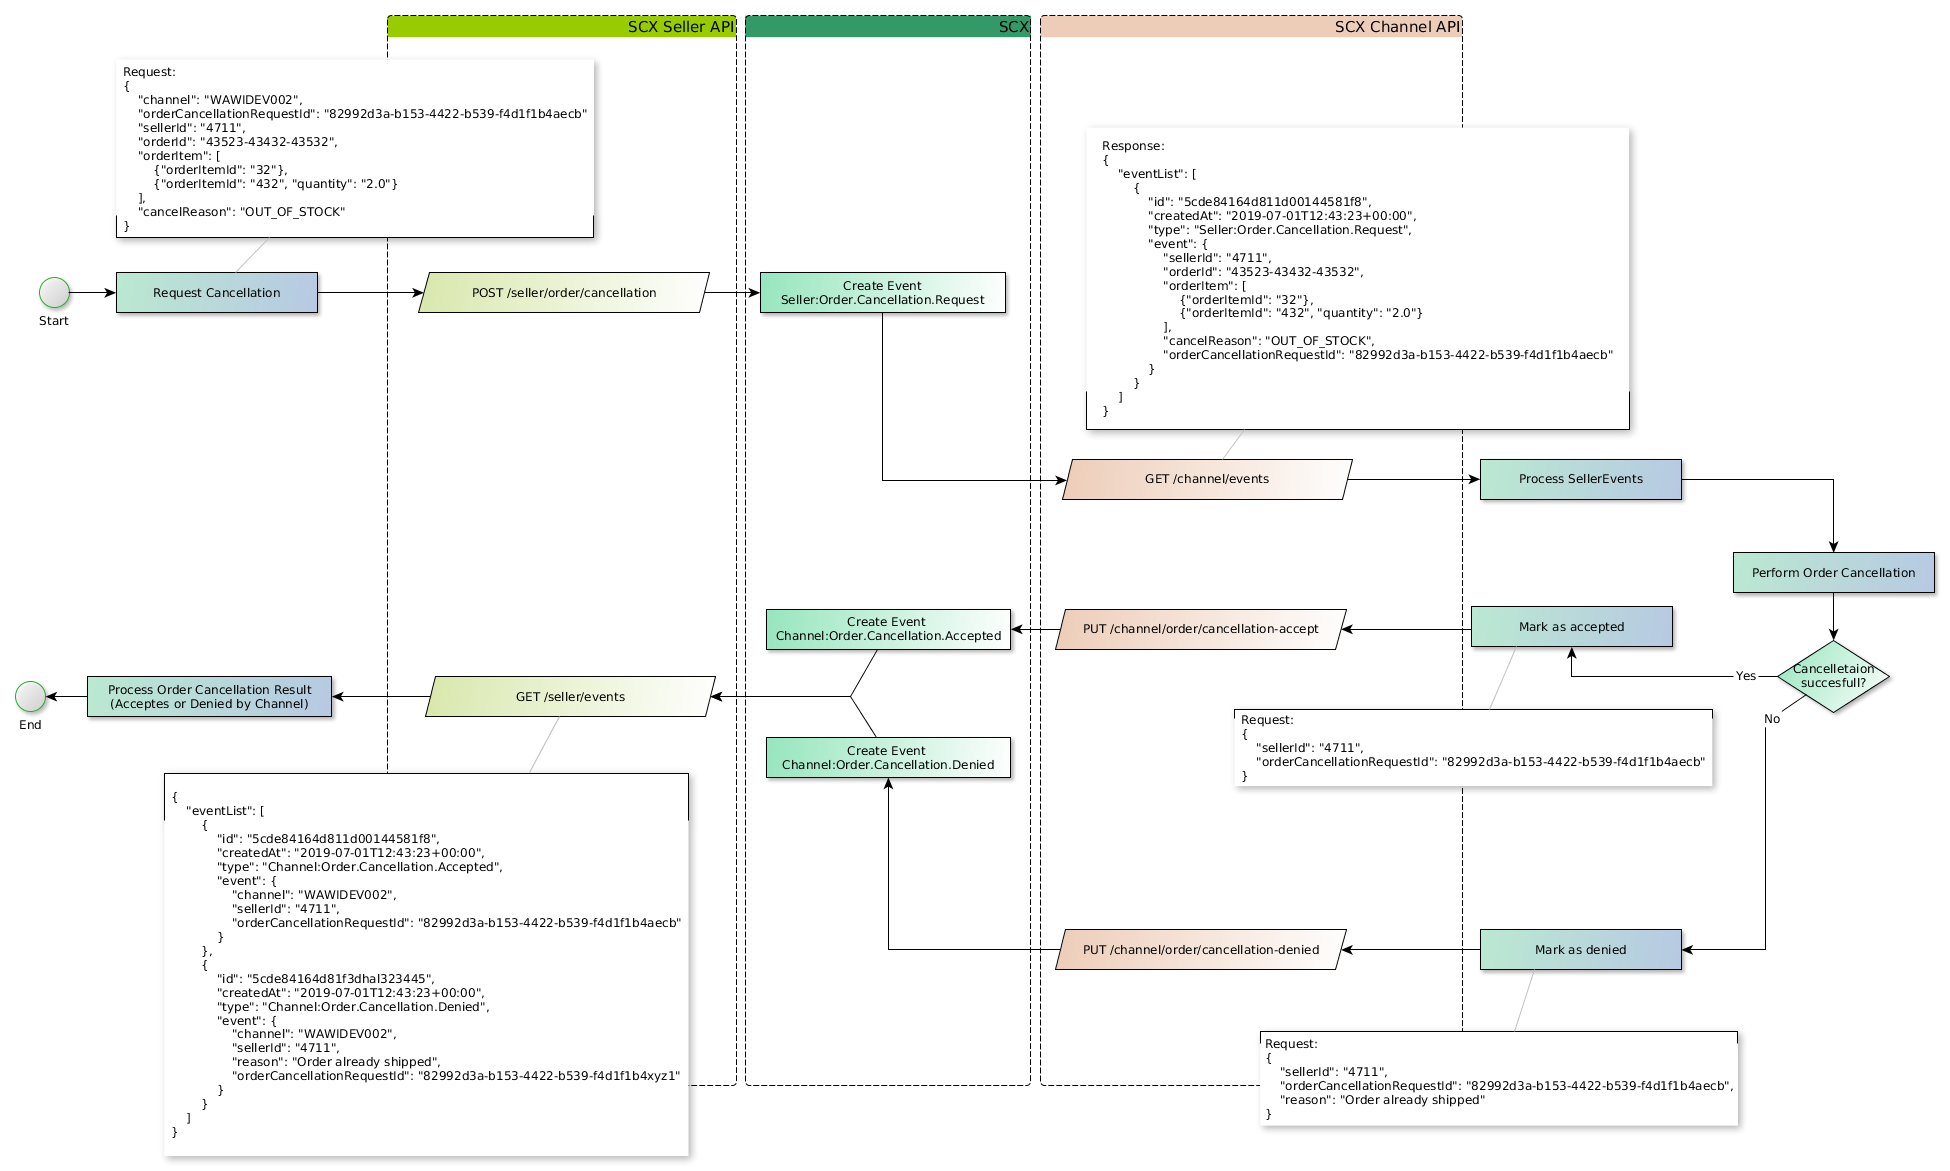 SCX Seller API
SCX
SCX Channel API
Request:
{
"channel": "WAWIDEV002",
"orderCancellationRequestId": "82992d3a-b153-4422-b539-f4d1f1b4aecb"
"sellerId": "4711",
"orderId": "43523-43432-43532",
"orderItem": [
{"orderItemId": "32"},
{"orderItemId": "432", "quantity": "2.0"}
],
"cancelReason": "OUT_OF_STOCK"
}
Response:
{
"eventList": [
{
"id": "5cde84164d811d00144581f8",
"createdAt": "2019-07-01T12:43:23+00:00",
"type": "Seller:Order.Cancellation.Request",
"event": {
"sellerId": "4711",
"orderId": "43523-43432-43532",
"orderItem": [
{"orderItemId": "32"},
{"orderItemId": "432", "quantity": "2.0"}
],
"cancelReason": "OUT_OF_STOCK",
"orderCancellationRequestId": "82992d3a-b153-4422-b539-f4d1f1b4aecb"
}
}
]
}
Start
Request Cancellation
POST /seller/order/cancellation
Create Event
Seller:Order.Cancellation.Request
GET /channel/events
Process SellerEvents
Perform Order Cancellation
Cancelletaion
succesfull?
Yes
No
Mark as accepted
PUT /channel/order/cancellation-accept
Create Event
Channel:Order.Cancellation.Accepted
Request:
{
"sellerId": "4711",
"orderCancellationRequestId": "82992d3a-b153-4422-b539-f4d1f1b4aecb"
}
GET /seller/events
Process Order Cancellation Result
(Acceptes or Denied by Channel)
End
Create Event
Channel:Order.Cancellation.Denied
{
"eventList": [
{
"id": "5cde84164d811d00144581f8",
"createdAt": "2019-07-01T12:43:23+00:00",
"type": "Channel:Order.Cancellation.Accepted",
"event": {
"channel": "WAWIDEV002",
"sellerId": "4711",
"orderCancellationRequestId": "82992d3a-b153-4422-b539-f4d1f1b4aecb"
}
},
{
"id": "5cde84164d81f3dhal323445",
"createdAt": "2019-07-01T12:43:23+00:00",
"type": "Channel:Order.Cancellation.Denied",
"event": {
"channel": "WAWIDEV002",
"sellerId": "4711",
"reason": "Order already shipped",
"orderCancellationRequestId": "82992d3a-b153-4422-b539-f4d1f1b4xyz1"
}
}
]
}
PUT /channel/order/cancellation-denied
Mark as denied
Request:
{
"sellerId": "4711",
"orderCancellationRequestId": "82992d3a-b153-4422-b539-f4d1f1b4aecb",
"reason": "Order already shipped"
}